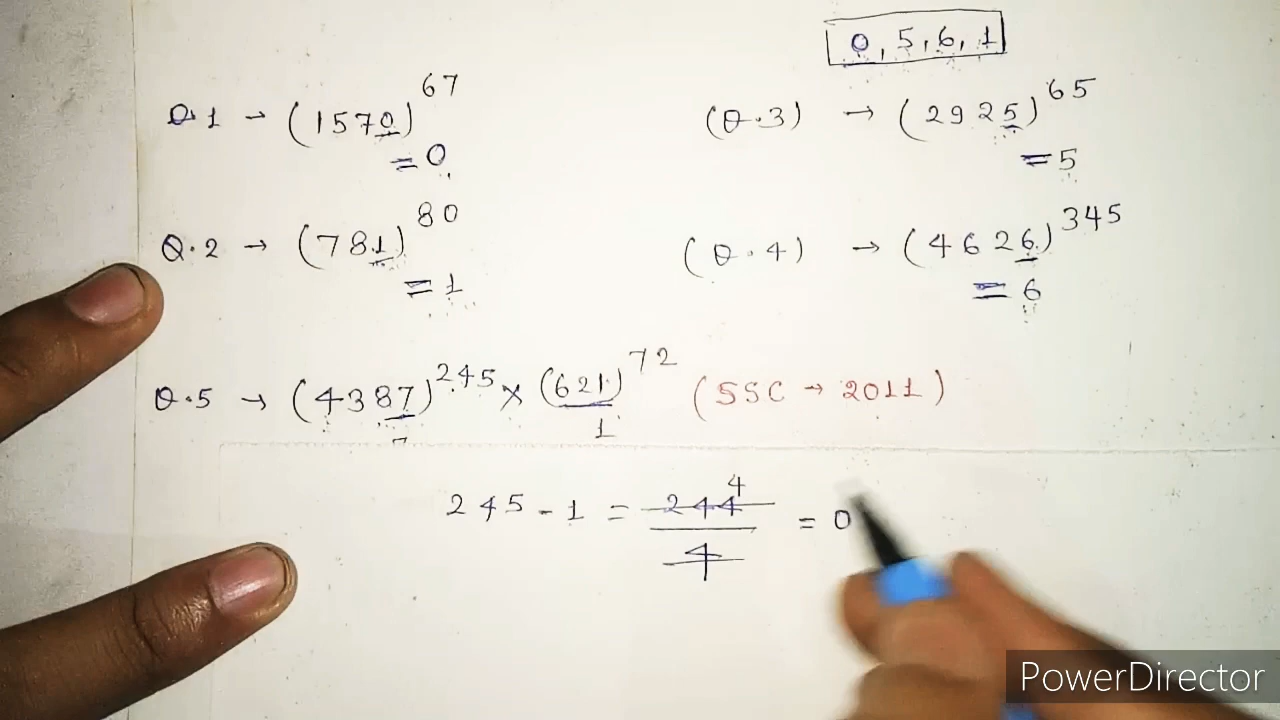 0, 5, 6, 1
Q.1 → (1570)^67
= 0
(Q.3) → (2925)^65
= 5
Q.2 → (781)^80
= 1
(Q.4) → (4626)^345
= 6
Q.5 → (4387)^245 × (621)^72 (SSC → 2011)
7 1
245 - 1 = 244^4 / 4 = 0
PowerDirector